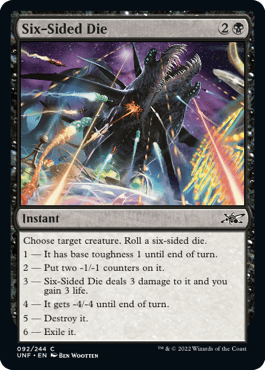 Six-Sided Die 2
Instant
Choose target creature. Roll a six-sided die.
1 — It has base toughness 1 until end of turn.
2 — Put two -1/-1 counters on it.
3 — Six-Sided Die deals 3 damage to it and you
gain 3 life.
4 — It gets -4/-4 until end of turn.
5 — Destroy it.
6 — Exile it.
092/244 C
UNF • EN Ben Wootten
™ & © 2022 Wizards of the Coast